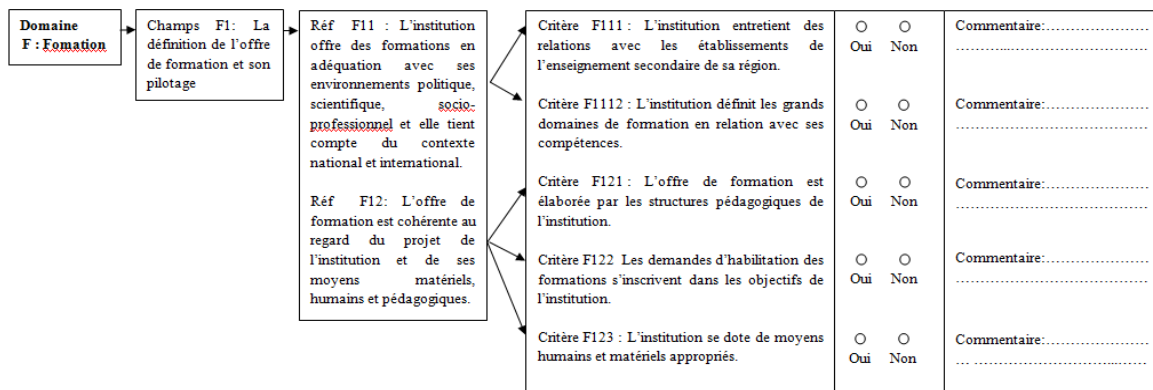 Domaine
F : Fomation
Champs F1: La
définition de l'offre
de formation et son
pilotage
Réf F11 : L'institution
offre des formations en
adéquation avec ses
environnements politique,
scientifique, socio-
professionnel et elle tient
compte du contexte
national et international.
Réf F12: L'offre de
formation est cohérente au
regard du projet de
l'institution et de ses
moyens matériels,
humains et pédagogiques.
Critère F111 : L'institution entretient des
relations avec les établissements de
l'enseignement secondaire de sa région.
Oui Non
Commentaire:…………………
……...……………………………
Critère F1112 : L'institution définit les grands
domaines de formation en relation avec ses
compétences.
Oui Non
Commentaire:…………………
……………………………………
Critère F121 : L'offre de formation est
élaborée par les structures pédagogiques de
l'institution.
Oui Non
Commentaire:…………………
……………………………………
Critère F122 Les demandes d'habilitation des
formations s'inscrivent dans les objectifs de
l'institution.
Oui Non
Commentaire:…………………
……………………………………
Critère F123 : L'institution se dote de moyens
humains et matériels appropriés.
Oui Non
Commentaire:…………………
… ………………………...……